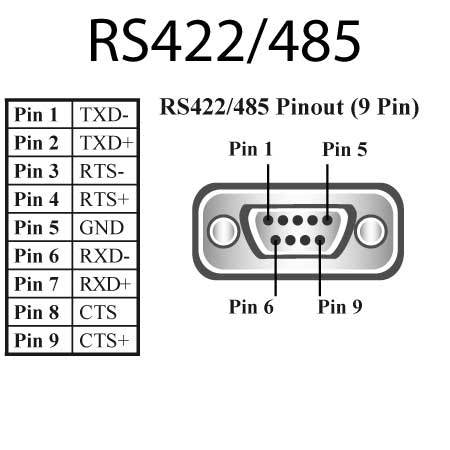 RS422/485
RS422/485 Pinout (9 Pin)
Pin 1 TXD-
Pin 2 TXD+
Pin 3 RTS-
Pin 4 RTS+
Pin 5 GND
Pin 6 RXD-
Pin 7 RXD+
Pin 8 CTS
Pin 9 CTS+
Pin 1 Pin 5
Pin 6 Pin 9